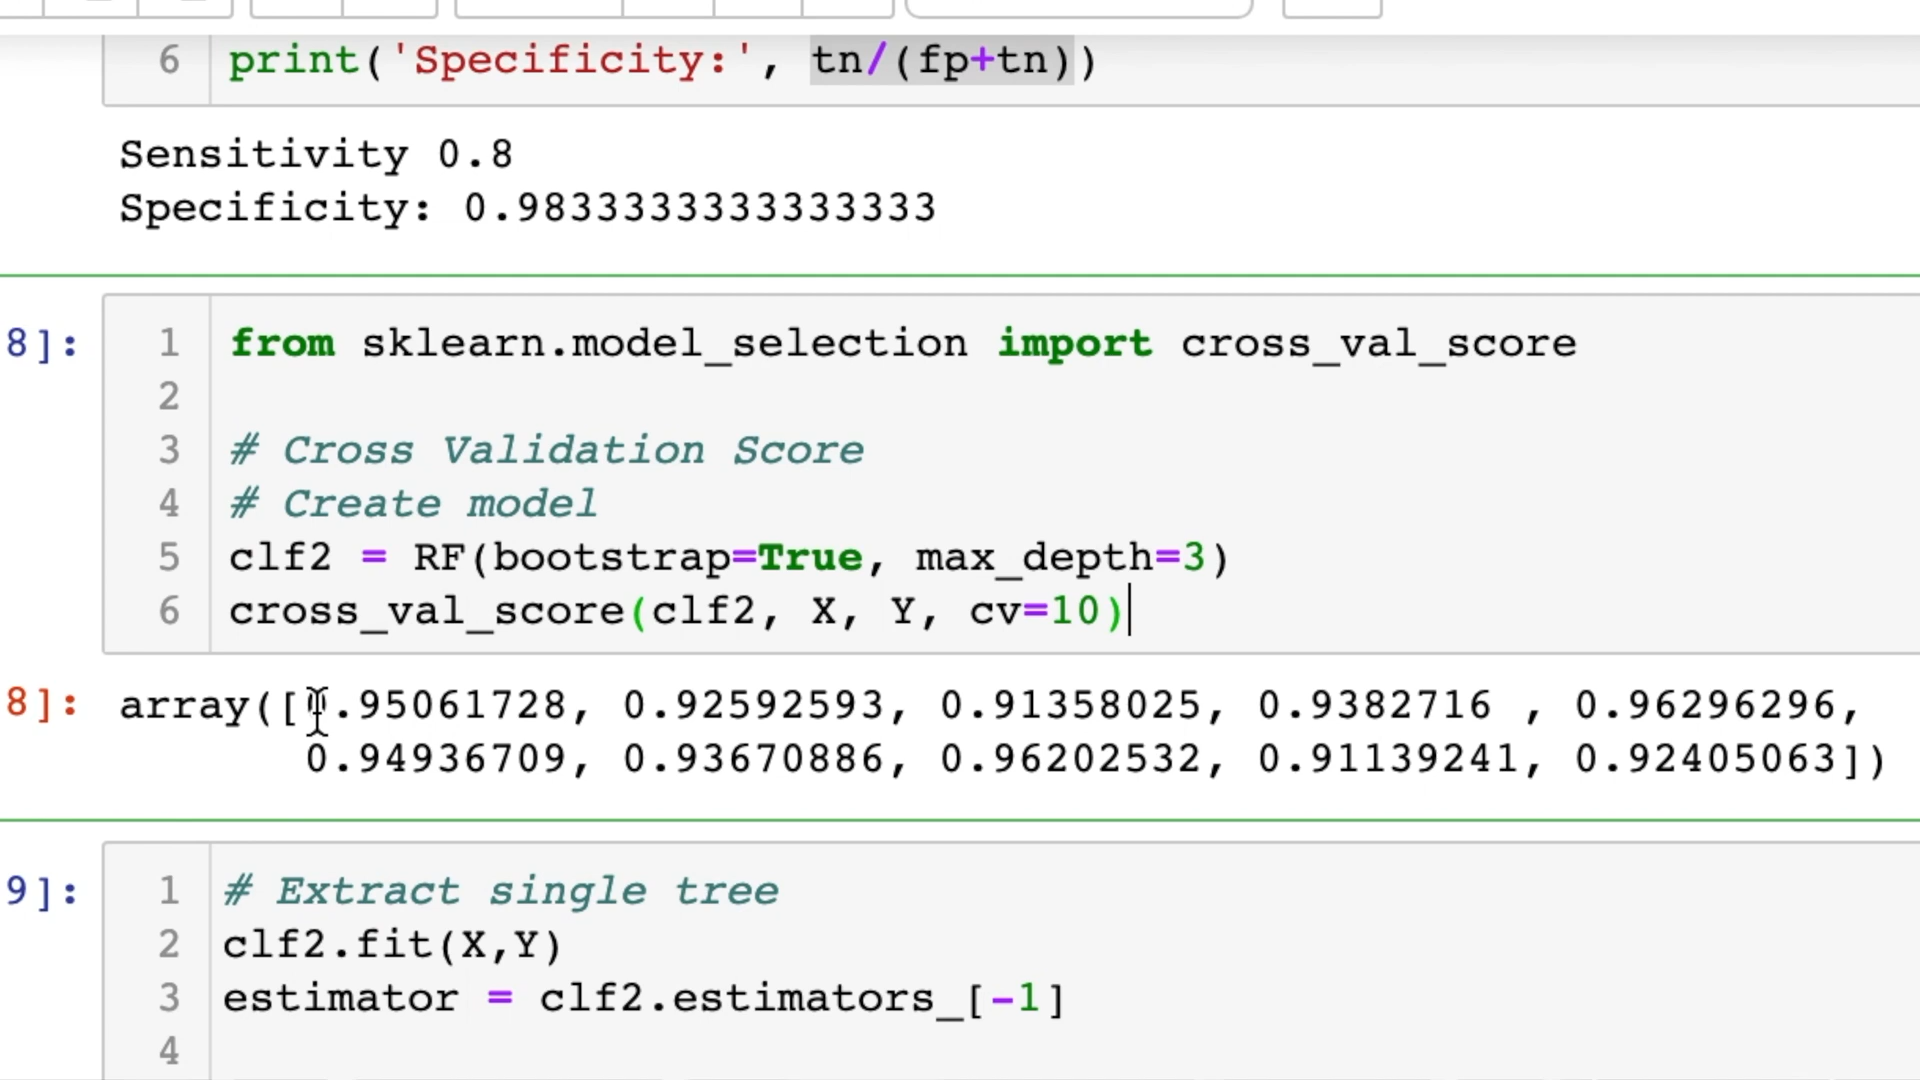 6 print('Specificity:', tn/(fp+tn))
Sensitivity 0.8
Specificity: 0.9833333333333333
8]: 1 from sklearn.model_selection import cross_val_score
2
3 # Cross Validation Score
4 # Create model
5 clf2 = RF(bootstrap=True, max_depth=3)
6 cross_val_score(clf2, X, Y, cv=10)
8]: array([0.95061728, 0.92592593, 0.91358025, 0.9382716 , 0.96296296,
0.94936709, 0.93670886, 0.96202532, 0.91139241, 0.92405063])
9]: 1 # Extract single tree
2 clf2.fit(X,Y)
3 estimator = clf2.estimators_[-1]
4